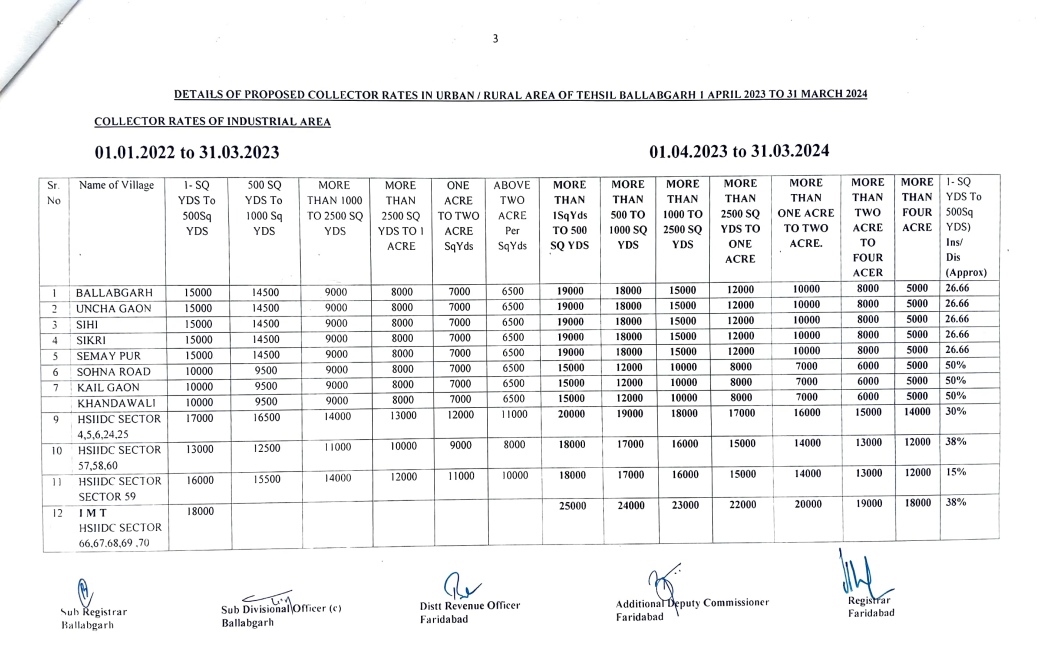 3
DETAILS OF PROPOSED COLLECTOR RATES IN URBAN / RURAL AREA OF TEHSIL BALLABGARH 1 APRIL 2023 TO 31 MARCH 2024
COLLECTOR RATES OF INDUSTRIAL AREA
01.01.2022 to 31.03.2023 01.04.2023 to 31.03.2024
Sr. Name of Village 1- SQ 500 SQ MORE MORE ONE ABOVE MORE MORE MORE MORE MORE MORE MORE 1- SQ
No YDS To YDS To THAN 1000 THAN ACRE TWO THAN THAN THAN THAN THAN THAN THAN YDS To
500Sq 1000 Sq TO 2500 SQ 2500 SQ TO TWO ACRE 1SqYds 500 TO 1000 TO 2500 SQ ONE ACRE TWO FOUR 500Sq
YDS YDS YDS YDS TO 1 ACRE Per TO 500 1000 SQ 2500 SQ YDS TO TO TWO ACRE ACRE YDS)
ACRE SqYds SqYds SQ YDS YDS YDS ONE ACRE. TO Ins/
ACRE FOUR Dis
ACER (Approx)
1 BALLABGARH 15000 14500 9000 8000 7000 6500 19000 18000 15000 12000 10000 8000 5000 26.66
2 UNCHA GAON 15000 14500 9000 8000 7000 6500 19000 18000 15000 12000 10000 8000 5000 26.66
3 SIHI 15000 14500 9000 8000 7000 6500 19000 18000 15000 12000 10000 8000 5000 26.66
4 SIKRI 15000 14500 9000 8000 7000 6500 19000 18000 15000 12000 10000 8000 5000 26.66
5 SEMAY PUR 15000 14500 9000 8000 7000 6500 19000 18000 15000 12000 10000 8000 5000 26.66
6 SOHNA ROAD 10000 9500 9000 8000 7000 6500 15000 12000 10000 8000 7000 6000 5000 50%
7 KAIL GAON 10000 9500 9000 8000 7000 6500 15000 12000 10000 8000 7000 6000 5000 50%
KHANDAWALI 10000 9500 9000 8000 7000 6500 15000 12000 10000 8000 7000 6000 5000 50%
9 HSIIDC SECTOR 17000 16500 14000 13000 12000 11000 20000 19000 18000 17000 16000 15000 14000 30%
4,5,6,24,25
10 HSIIDC SECTOR 13000 12500 11000 10000 9000 8000 18000 17000 16000 15000 14000 13000 12000 38%
57,58,60
11 HSIIDC SECTOR 16000 15500 14000 12000 11000 10000 18000 17000 16000 15000 14000 13000 12000 15%
SECTOR 59
12 I M T 18000 25000 24000 23000 22000 20000 19000 18000 38%
HSIIDC SECTOR
66,67.68,69 ,70
Sub Registrar Sub Divisional Officer (c) Distt Revenue Officer Additional Deputy Commissioner Registrar
Ballabgarh Ballabgarh Faridabad Faridabad Faridabad